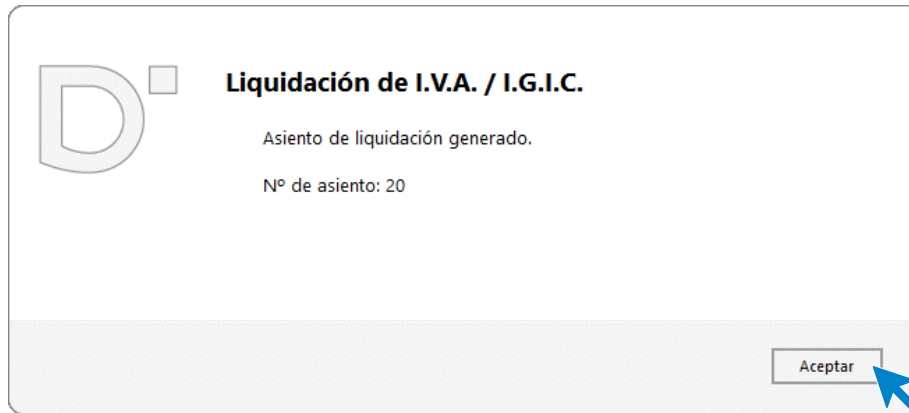 Liquidación de I.V.A. / I.G.I.C.
Asiento de liquidación generado.
Nº de asiento: 20
Aceptar